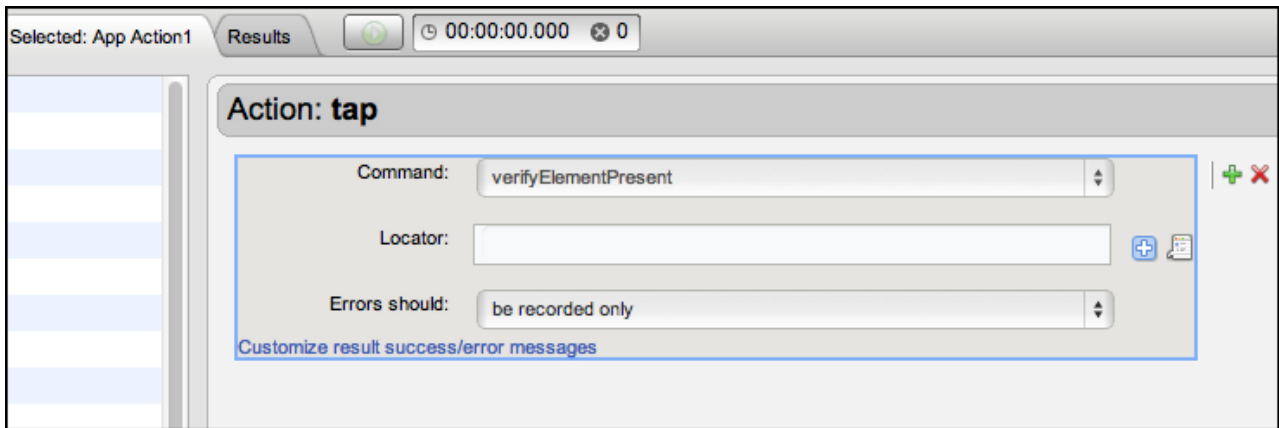 Selected: App Action1 Results 00:00:00.000 0
Action: tap
Command: verifyElementPresent
Locator:
Errors should: be recorded only
Customize result success/error messages